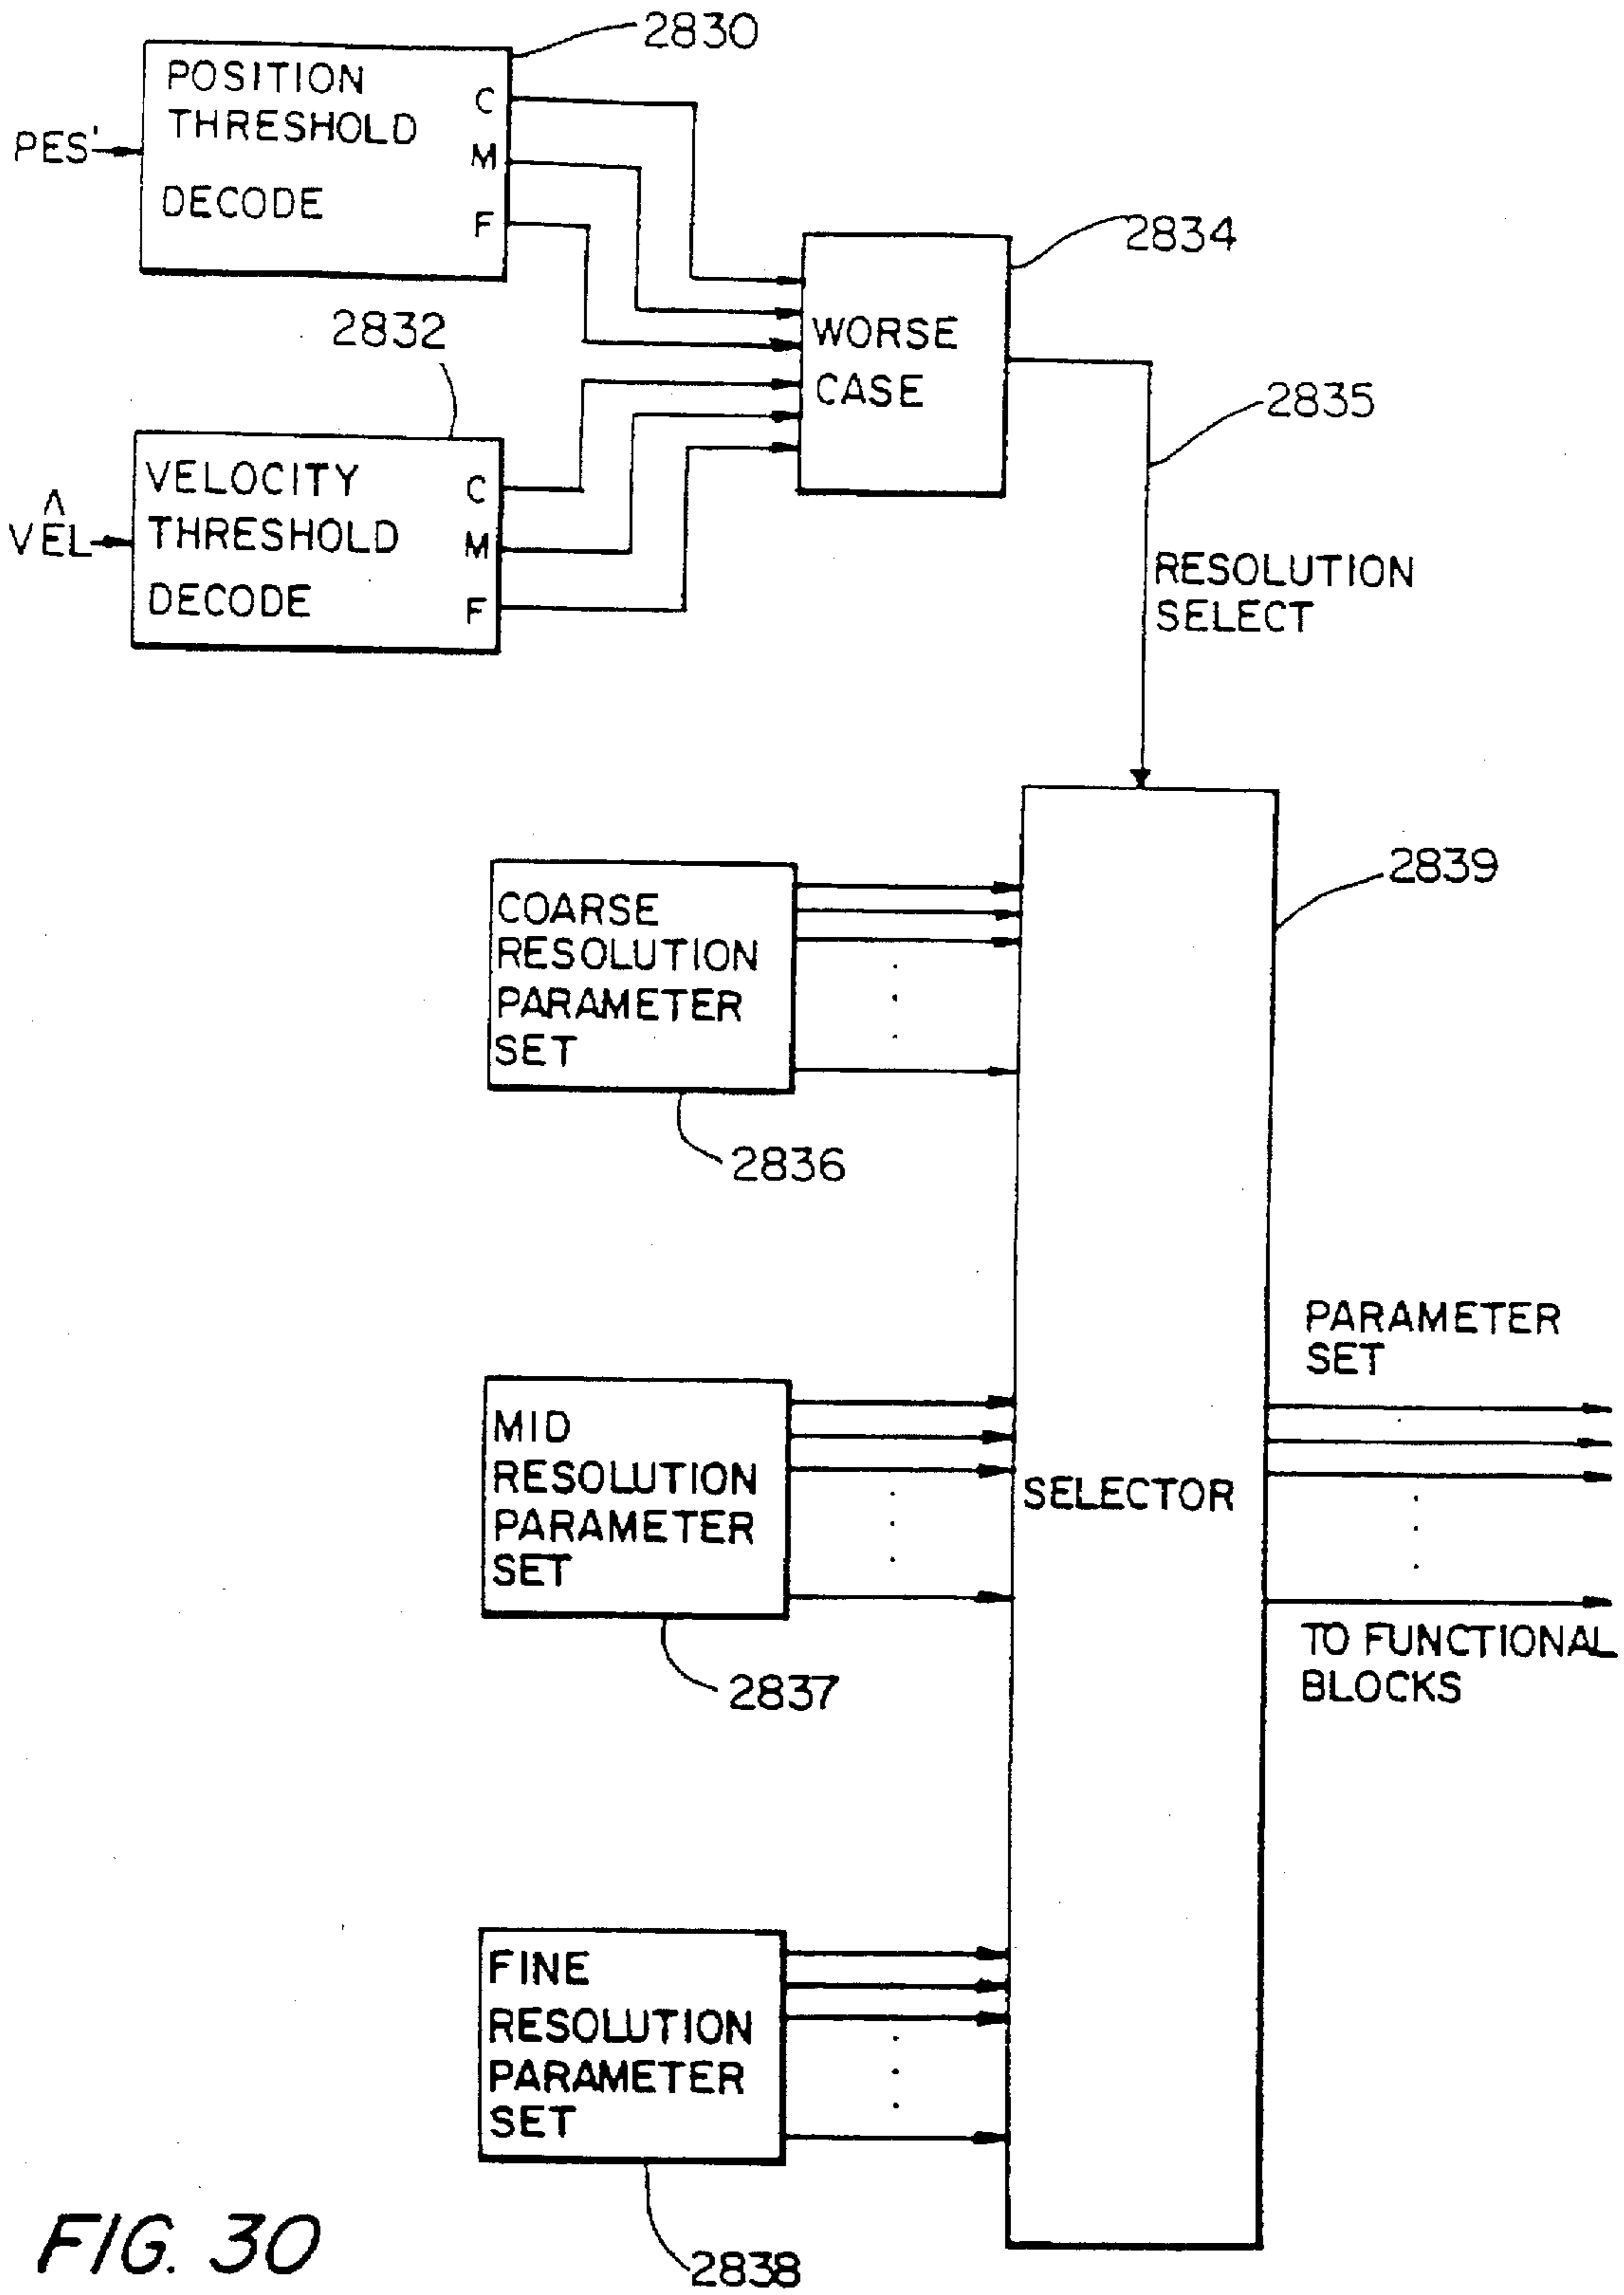 2830
POSITION
THRESHOLD
DECODE
C
M
F
PES'
2834
WORSE
CASE
2832
2835
VELOCITY
THRESHOLD
DECODE
C
M
F
^
VEL
RESOLUTION
SELECT
2839
COARSE
RESOLUTION
PARAMETER
SET
2836
PARAMETER
SET
MID
RESOLUTION
PARAMETER
SET
SELECTOR
2837
TO FUNCTIONAL
BLOCKS
FINE
RESOLUTION
PARAMETER
SET
2838
FIG. 30